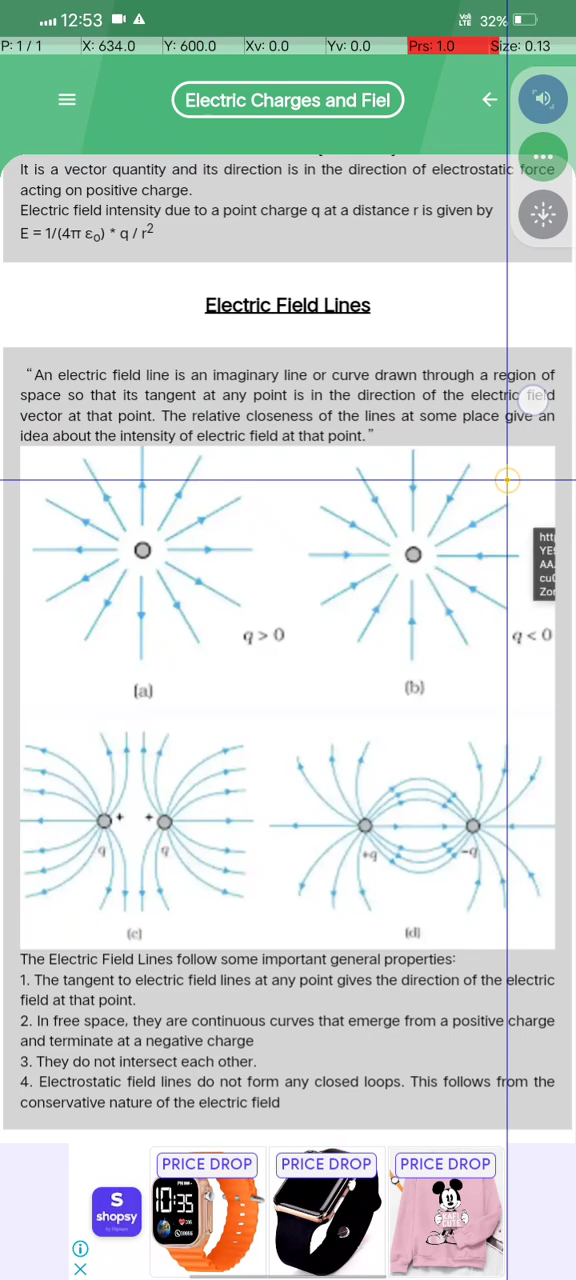 12:53
Vo) LTE 32%
P: 1 / 1 X: 634.0 Y: 600.0 Xv: 0.0 Yv: 0.0 Prs: 1.0 Size: 0.13
Electric Charges and Fiel
It is a vector quantity and its direction is in the direction of electrostatic force
acting on positive charge.
Electric field intensity due to a point charge q at a distance r is given by
E = 1/(4π ε₀) * q / r²
Electric Field Lines
“An electric field line is an imaginary line or curve drawn through a region of
space so that its tangent at any point is in the direction of the electric field
vector at that point. The relative closeness of the lines at some place give an
idea about the intensity of electric field at that point.”
htt
YE
AA
cu
Zo
q > 0
q < 0
(a)
(b)
+ +
q q
+q -q
(c)
(d)
The Electric Field Lines follow some important general properties:
1. The tangent to electric field lines at any point gives the direction of the electric
field at that point.
2. In free space, they are continuous curves that emerge from a positive charge
and terminate at a negative charge
3. They do not intersect each other.
4. Electrostatic field lines do not form any closed loops. This follows from the
conservative nature of the electric field
S
shopsy
PRICE DROP
PRICE DROP
PRICE DROP
10:35
CUTE